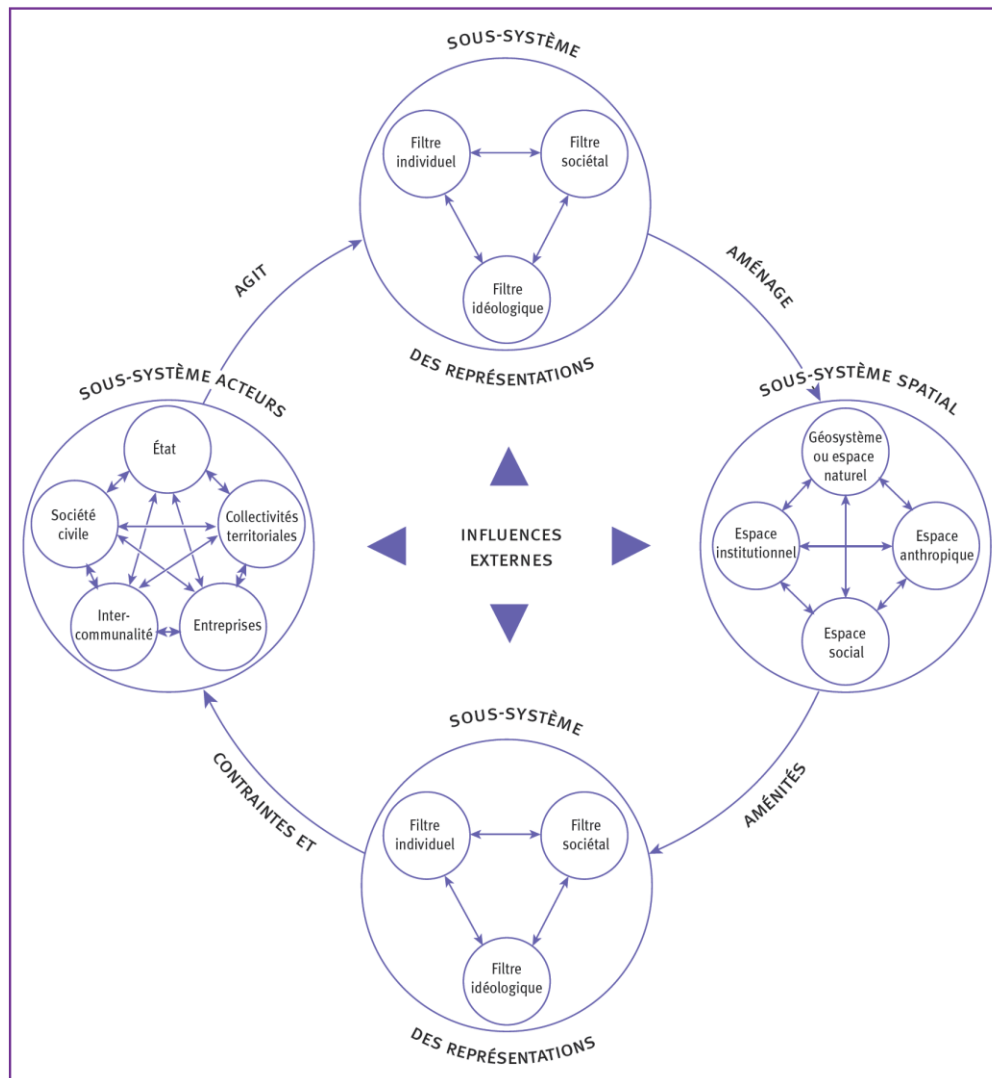 SOUS-SYSTÈME
Filtre
individuel
Filtre
sociétal
Filtre
idéologique
DES REPRÉSENTATIONS
AGIT
AMÉNAGE
SOUS-SYSTÈME ACTEURS
État
Société
civile
Collectivités
territoriales
Inter-
communalité
Entreprises
INFLUENCES
EXTERNES
SOUS-SYSTÈME SPATIAL
Géosystème
ou espace
naturel
Espace
institutionnel
Espace
anthropique
Espace
social
CONTRAINTES ET
AMÉNITÉS
SOUS-SYSTÈME
Filtre
individuel
Filtre
sociétal
Filtre
idéologique
DES REPRÉSENTATIONS